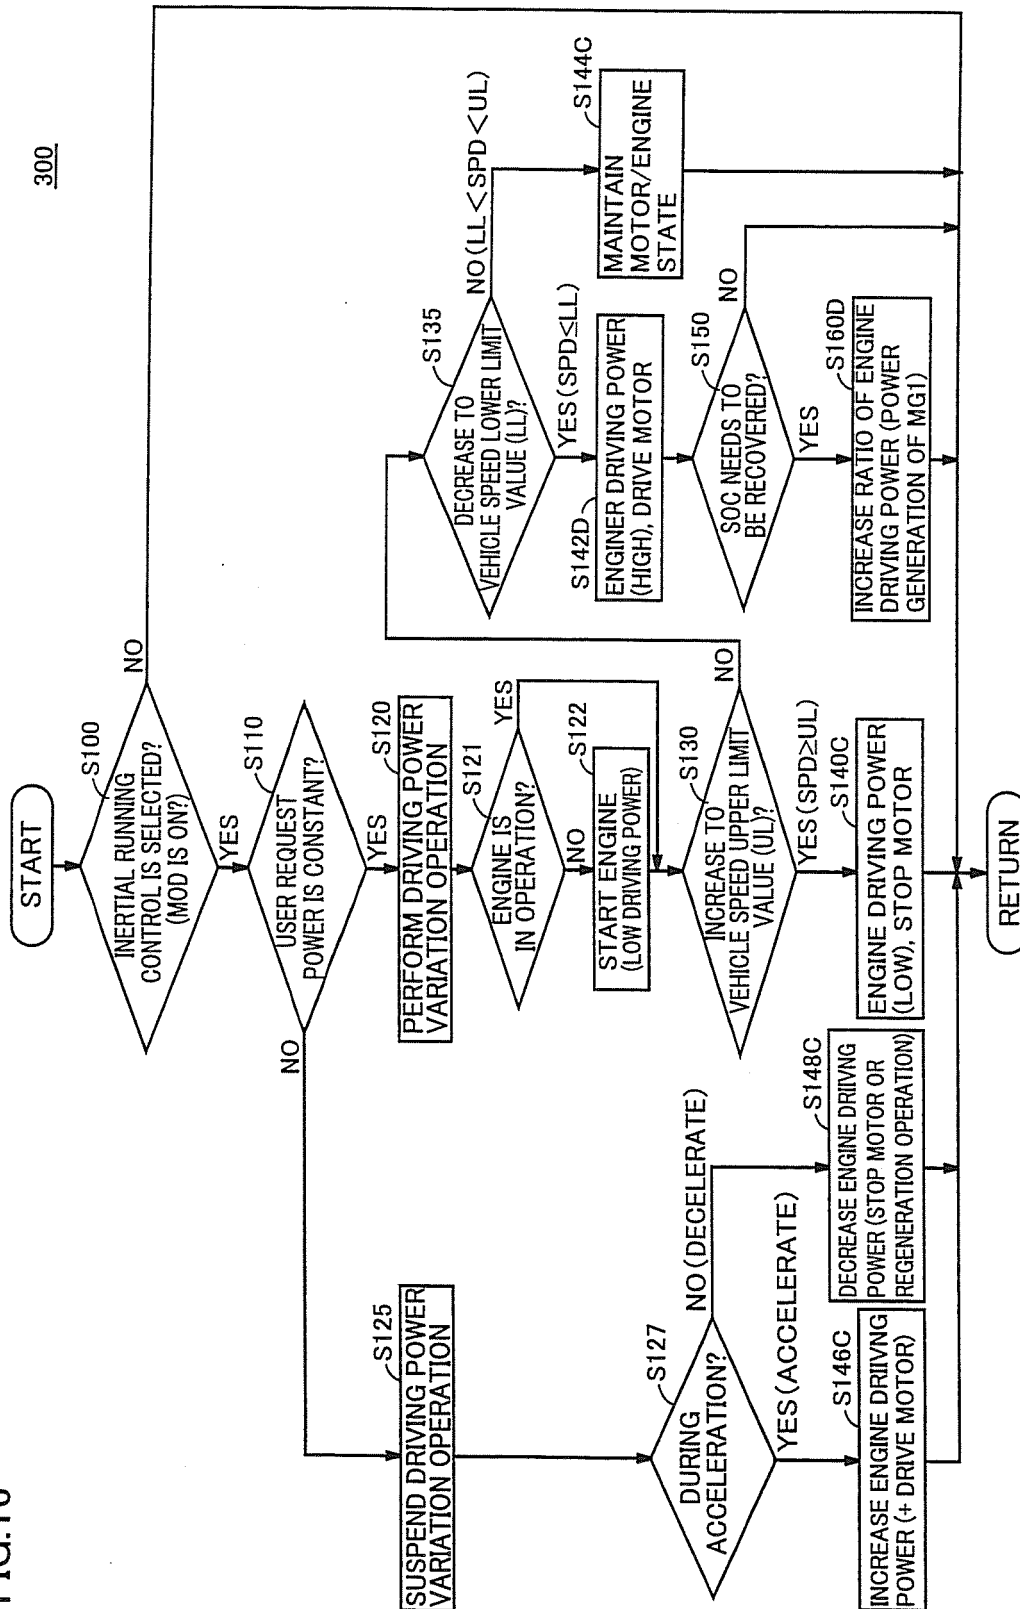 300
START
S100
INERTIAL RUNNING
CONTROL IS SELECTED?
(MOD IS ON?)
NO
YES
S110
USER REQUEST
POWER IS CONSTANT?
NO
YES
S120
PERFORM DRIVING POWER
VARIATION OPERATION
S121
ENGINE IS
IN OPERATION?
YES
NO
S122
START ENGINE
(LOW DRIVING POWER)
S130
INCREASE TO
VEHICLE SPEED UPPER LIMIT
VALUE (UL)?
NO
YES(SPD≥UL)
S140C
ENGINE DRIVING POWER
(LOW), STOP MOTOR
S135
DECREASE TO
VEHICLE SPEED LOWER LIMIT
VALUE (LL)?
NO(LL<SPD<UL)
YES(SPD≤LL)
S144C
MAINTAIN
MOTOR/ENGINE
STATE
S142D
ENGINER DRIVING POWER
(HIGH), DRIVE MOTOR
S150
SOC NEEDS TO
BE RECOVERED?
NO
YES
S160D
INCREASE RATIO OF ENGINE
DRIVING POWER (POWER
GENERATION OF MG1)
S125
SUSPEND DRIVING POWER
VARIATION OPERATION
S127
DURING
ACCELERATION?
NO(DECELERATE)
YES(ACCELERATE)
S148C
DECREASE ENGINE DRIIVNG
POWER (STOP MOTOR OR
REGENERATION OPERATION)
S146C
INCREASE ENGINE DRIIVNG
POWER (+ DRIVE MOTOR)
RETURN